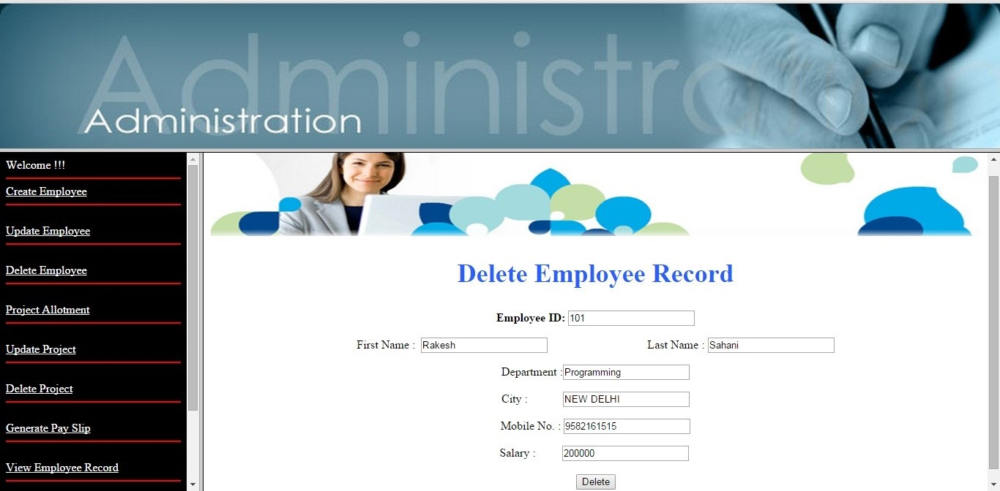 Administration
Administration
Welcome !!!
Create Employee
Update Employee
Delete Employee
Project Allotment
Update Project
Delete Project
Generate Pay Slip
View Employee Record
Delete Employee Record
Employee ID: 101
First Name : Rakesh Last Name : Sahani
Department : Programming
City : NEW DELHI
Mobile No. : 9582161515
Salary : 200000
Delete